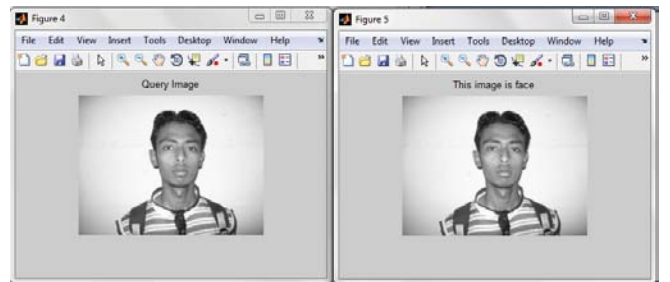 Figure 4
File Edit View Insert Tools Desktop Window Help
Query Image
Figure 5
File Edit View Insert Tools Desktop Window Help
This image is face